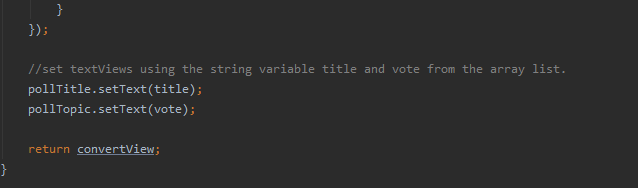 }
});
//set textViews using the string variable title and vote from the array list.
pollTitle.setText(title);
pollTopic.setText(vote);
return convertView;
}